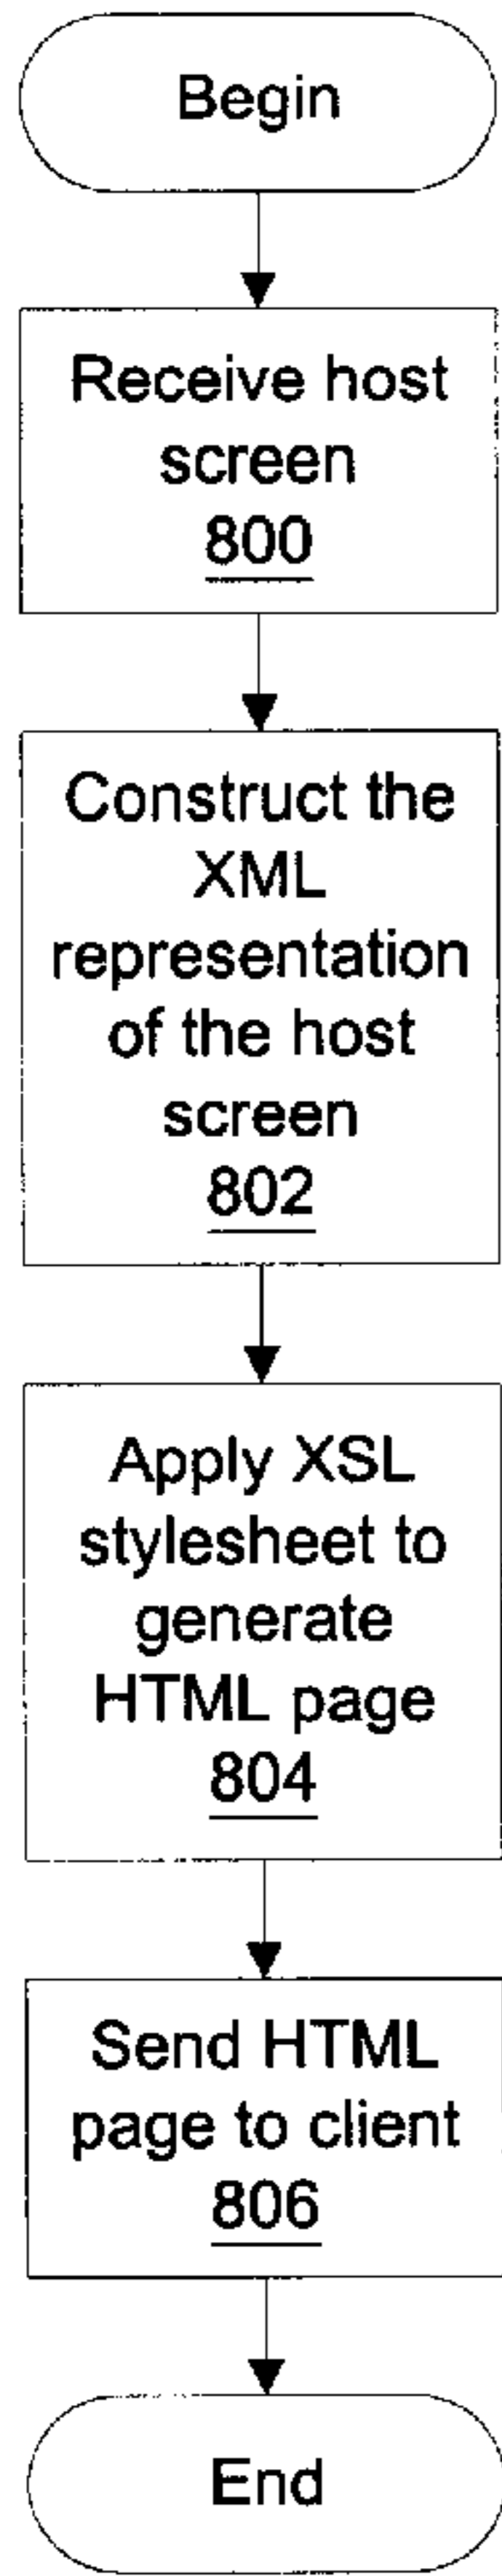 Begin
Receive host
screen
800
Construct the
XML
representation
of the host
screen
802
Apply XSL
stylesheet to
generate
HTML page
804
Send HTML
page to client
806
End